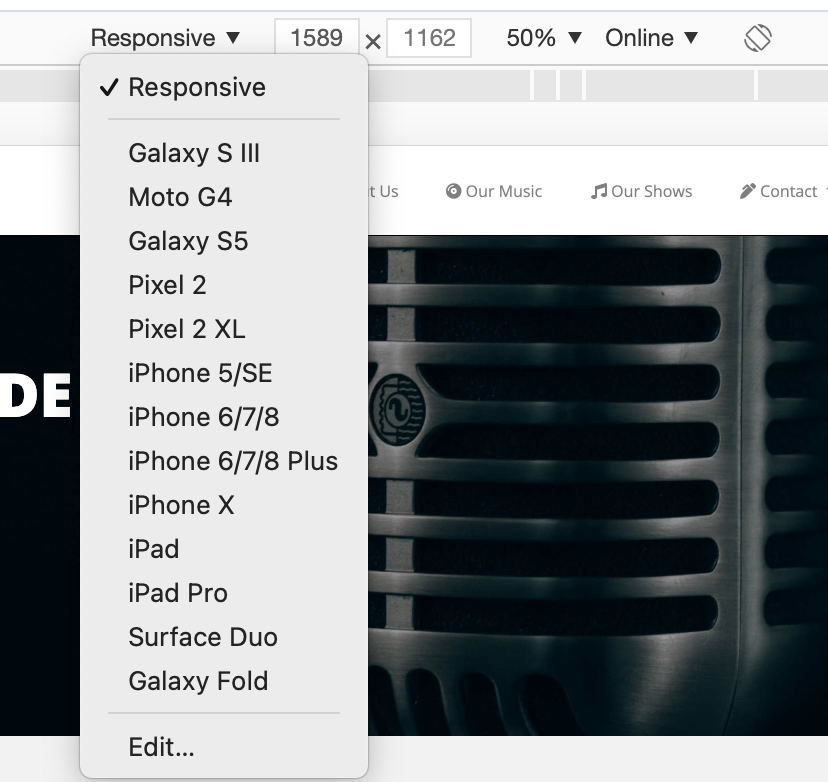 Responsive ▼ 1589 × 1162 50% ▼ Online ▼
✓ Responsive
Galaxy S III
Moto G4
t Us Our Music Our Shows Contact
Galaxy S5
Pixel 2
Pixel 2 XL
iPhone 5/SE
DE
iPhone 6/7/8
iPhone 6/7/8 Plus
iPhone X
iPad
iPad Pro
Surface Duo
Galaxy Fold
Edit...